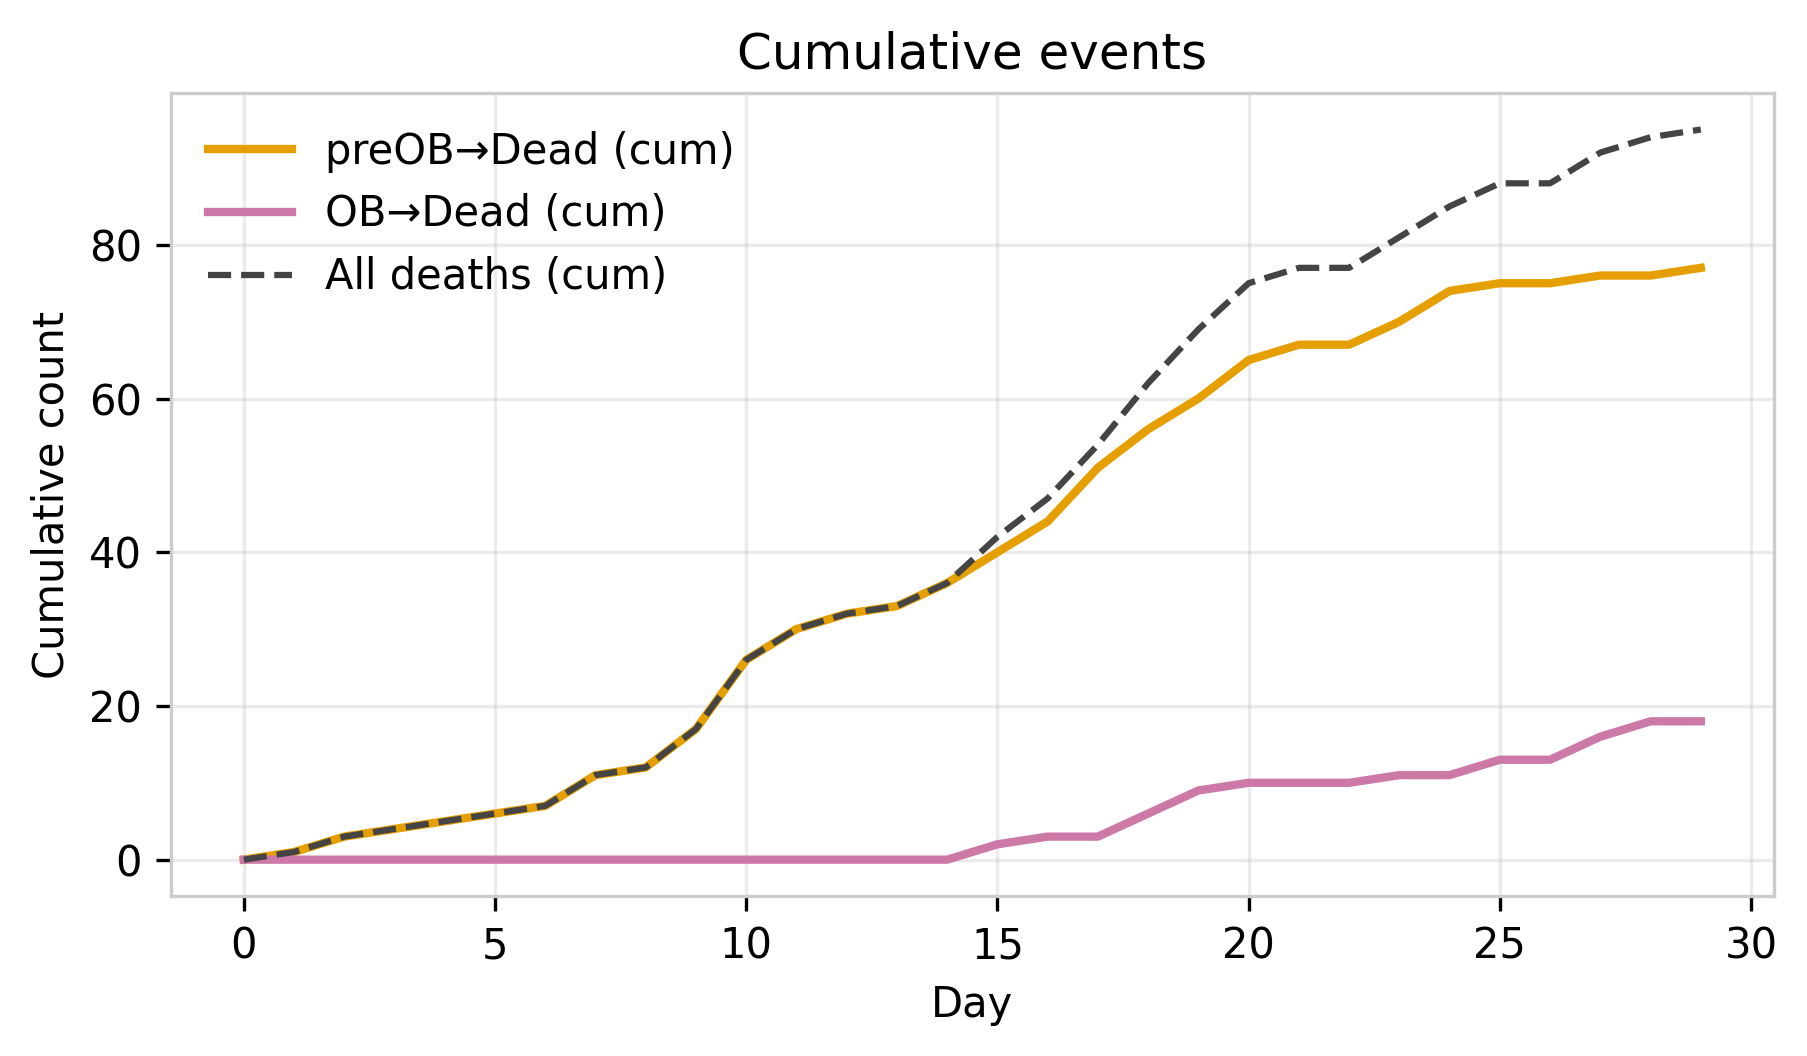 Cumulative events
preOB→Dead (cum)
OB→Dead (cum)
All deaths (cum)
Cumulative count
80
60
40
20
0
0 5 10 15 20 25 30
Day